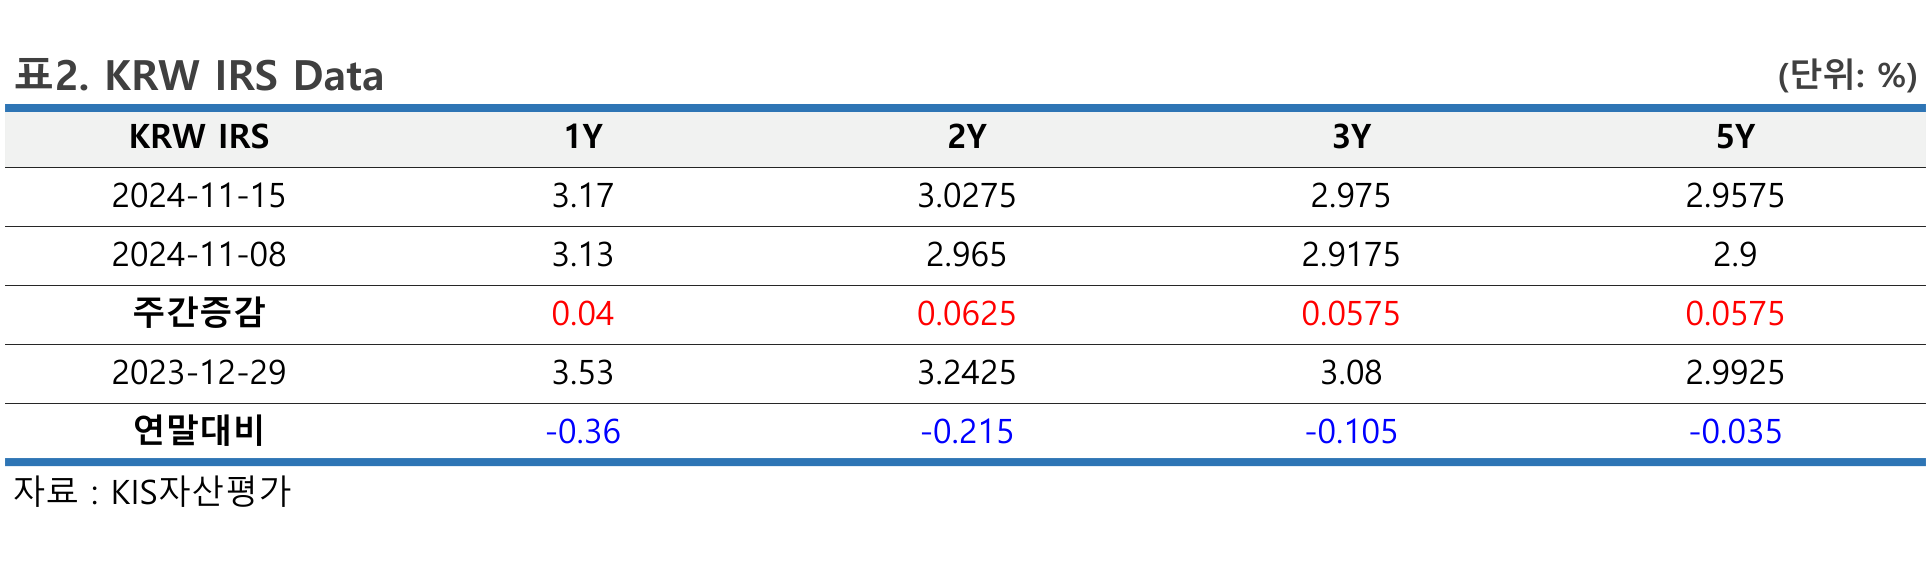 표2. KRW IRS Data (단위: %)
KRW IRS 1Y 2Y 3Y 5Y
2024-11-15 3.17 3.0275 2.975 2.9575
2024-11-08 3.13 2.965 2.9175 2.9
주간증감 0.04 0.0625 0.0575 0.0575
2023-12-29 3.53 3.2425 3.08 2.9925
연말대비 -0.36 -0.215 -0.105 -0.035
자료 : KIS자산평가